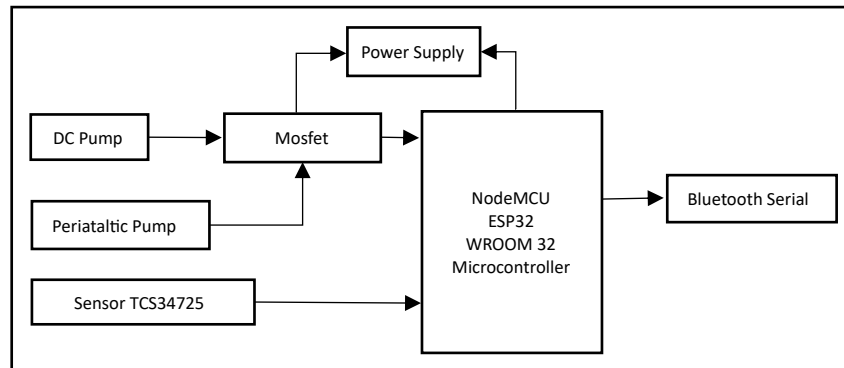 Power Supply
DC Pump
Mosfet
Periataltic Pump
Sensor TCS34725
NodeMCU
ESP32
WROOM 32
Microcontroller
Bluetooth Serial